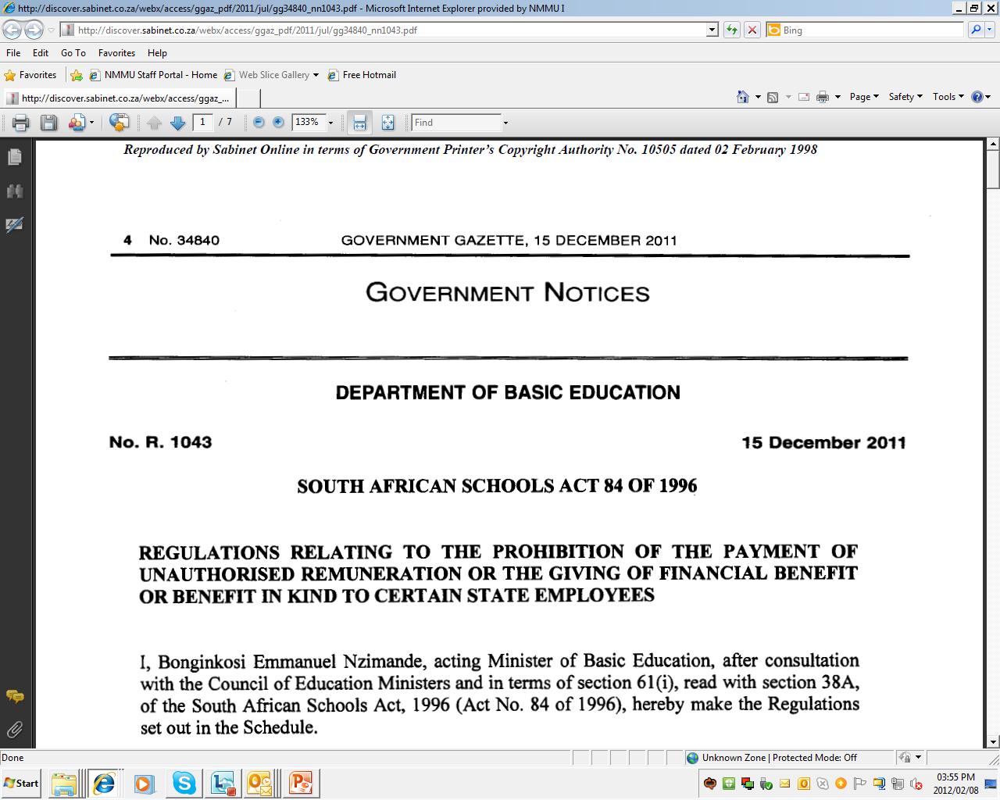 http://discover.sabinet.co.za/webx/access/ggaz_pdf/2011/jul/gg34840_nn1043.pdf - Microsoft Internet Explorer provided by NMMU I
http://discover.sabinet.co.za/webx/access/ggaz_pdf/2011/jul/gg34840_nn1043.pdf
Bing
File Edit Go To Favorites Help
Favorites NMMU Staff Portal - Home Web Slice Gallery Free Hotmail
http://discover.sabinet.co.za/webx/access/ggaz_... Page Safety Tools
1 / 7 133% Find
Reproduced by Sabinet Online in terms of Government Printer's Copyright Authority No. 10505 dated 02 February 1998
4 No. 34840 GOVERNMENT GAZETTE, 15 DECEMBER 2011
GOVERNMENT NOTICES
DEPARTMENT OF BASIC EDUCATION
No. R. 1043 15 December 2011
SOUTH AFRICAN SCHOOLS ACT 84 OF 1996
REGULATIONS RELATING TO THE PROHIBITION OF THE PAYMENT OF
UNAUTHORISED REMUNERATION OR THE GIVING OF FINANCIAL BENEFIT
OR BENEFIT IN KIND TO CERTAIN STATE EMPLOYEES
I, Bonginkosi Emmanuel Nzimande, acting Minister of Basic Education, after consultation
with the Council of Education Ministers and in terms of section 61(i), read with section 38A,
of the South African Schools Act, 1996 (Act No. 84 of 1996), hereby make the Regulations
set out in the Schedule.
Done Unknown Zone | Protected Mode: Off
Start 03:55 PM
2012/02/08